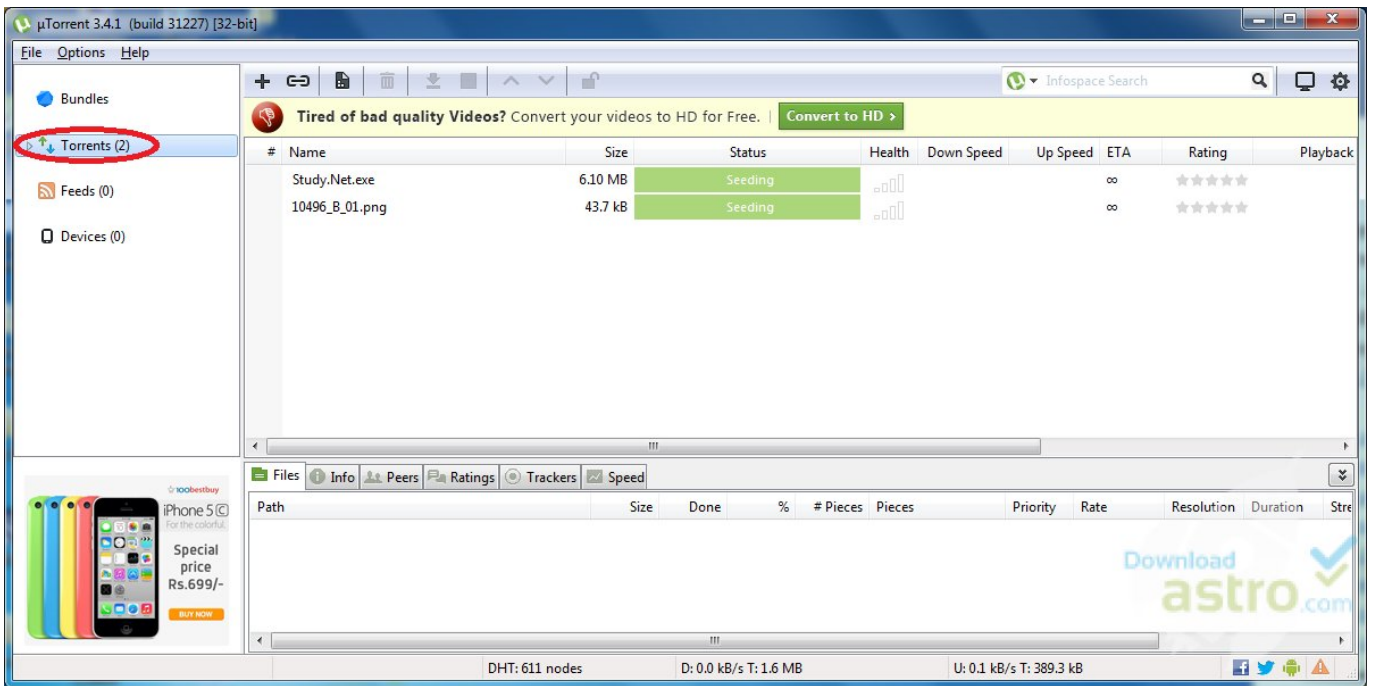 µTorrent 3.4.1 (build 31227) [32-bit]
File Options Help
Bundles
Torrents (2)
Feeds (0)
Devices (0)
Infospace Search
Tired of bad quality Videos? Convert your videos to HD for Free. | Convert to HD >
# Name Size Status Health Down Speed Up Speed ETA Rating Playback
Study.Net.exe 6.10 MB Seeding ∞
10496_B_01.png 43.7 kB Seeding ∞
Files Info Peers Ratings Trackers Speed
Path Size Done % # Pieces Pieces Priority Rate Resolution Duration Stre
100bestbuy
iPhone 5C
For the colorful.
Special
price
Rs.699/-
BUY NOW
Download
astro.com
DHT: 611 nodes D: 0.0 kB/s T: 1.6 MB U: 0.1 kB/s T: 389.3 kB